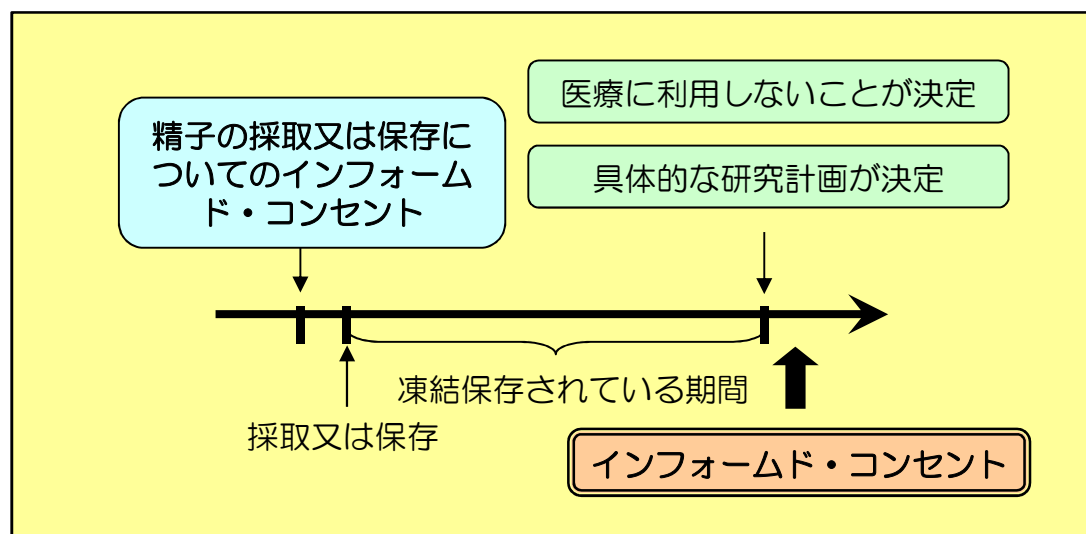 医療に利用しないことが決定
精子の採取又は保存に
ついてのインフォーム
ド・コンセント
具体的な研究計画が決定
凍結保存されている期間
採取又は保存
インフォームド・コンセント